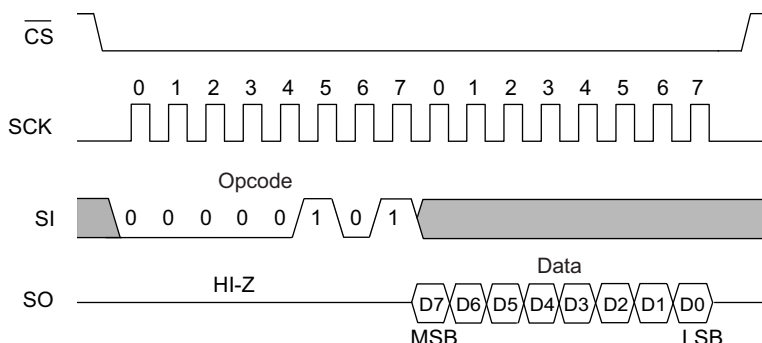 CS
0 1 2 3 4 5 6 7 0 1 2 3 4 5 6 7
SCK
Opcode
SI 0 0 0 0 0 1 0 1
Data
HI-Z
SO D7 D6 D5 D4 D3 D2 D1 D0
MSB LSB